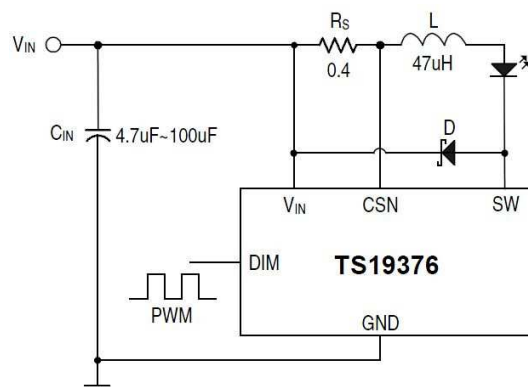 RS
L
VIN
0.4
47uH
D
CIN
4.7uF~100uF
VIN
CSN
SW
DIM
TS19376
PWM
GND